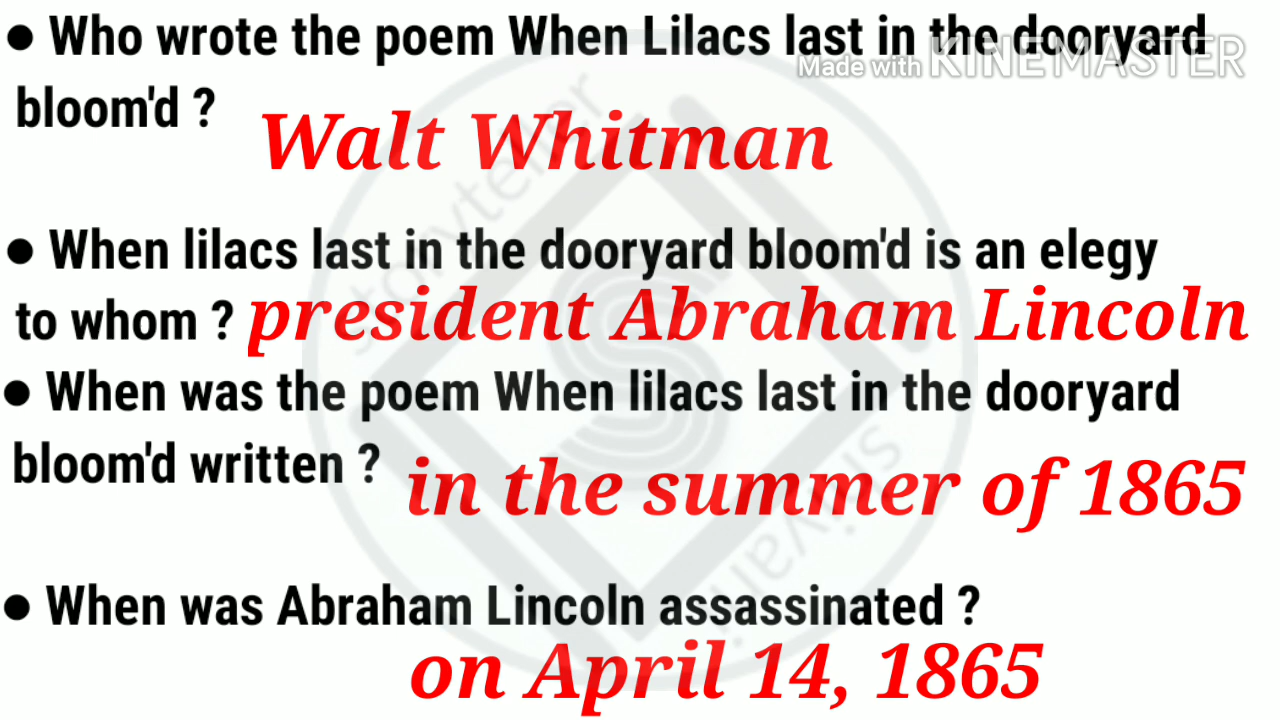 ● Who wrote the poem When Lilacs last in the dooryard
Made with KINEMASTER
bloom'd ?
Walt Whitman
● When lilacs last in the dooryard bloom'd is an elegy
to whom ? president Abraham Lincoln
● When was the poem When lilacs last in the dooryard
bloom'd written ? in the summer of 1865
● When was Abraham Lincoln assassinated ?
on April 14, 1865
storyteller
shivani